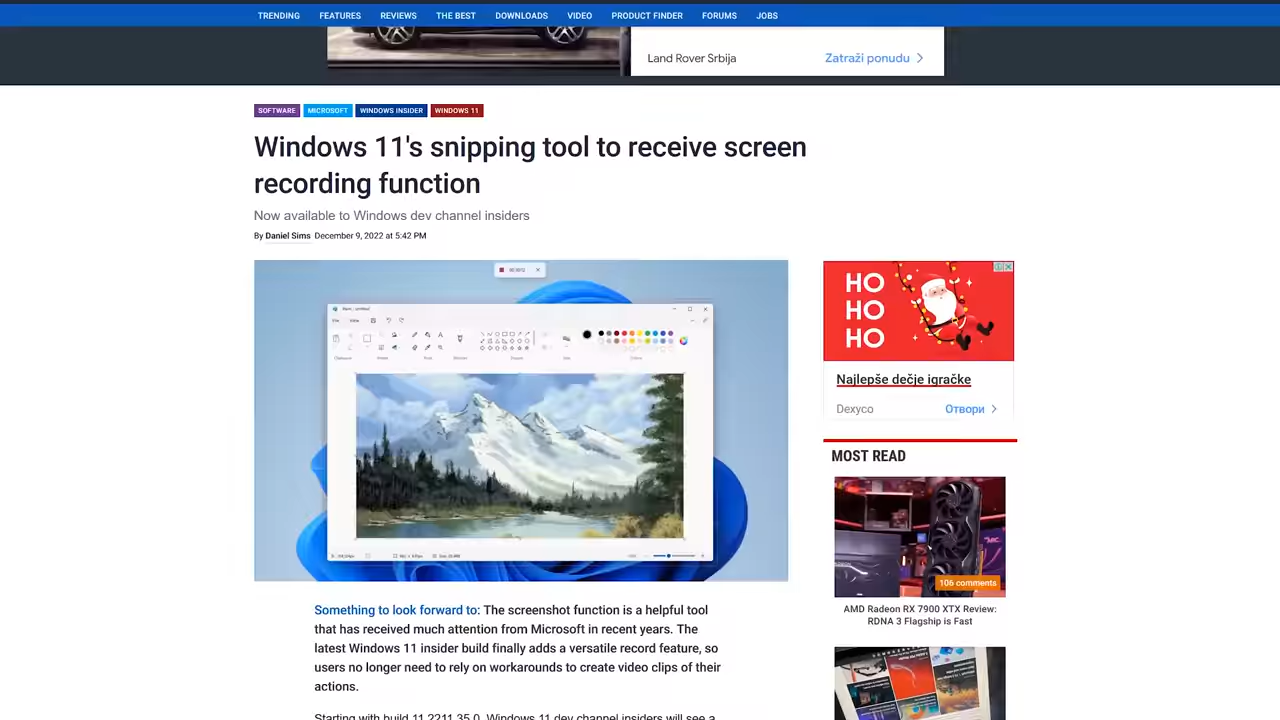 TRENDING FEATURES REVIEWS THE BEST DOWNLOADS VIDEO PRODUCT FINDER FORUMS JOBS
Land Rover Srbija
Zatraži ponudu
SOFTWARE MICROSOFT WINDOWS INSIDER WINDOWS 11
Windows 11's snipping tool to receive screen
recording function
Now available to Windows dev channel insiders
By Daniel Sims December 9, 2022 at 5:42 PM
HO
HO
HO
Najlepše dečje igračke
Dexyco
Отвори
MOST READ
106 comments
AMD Radeon RX 7900 XTX Review:
RDNA 3 Flagship is Fast
Something to look forward to: The screenshot function is a helpful tool
that has received much attention from Microsoft in recent years. The
latest Windows 11 insider build finally adds a versatile record feature, so
users no longer need to rely on workarounds to create video clips of their
actions.
Starting with build 11.2211.35.0, Windows 11 dev channel insiders will see a